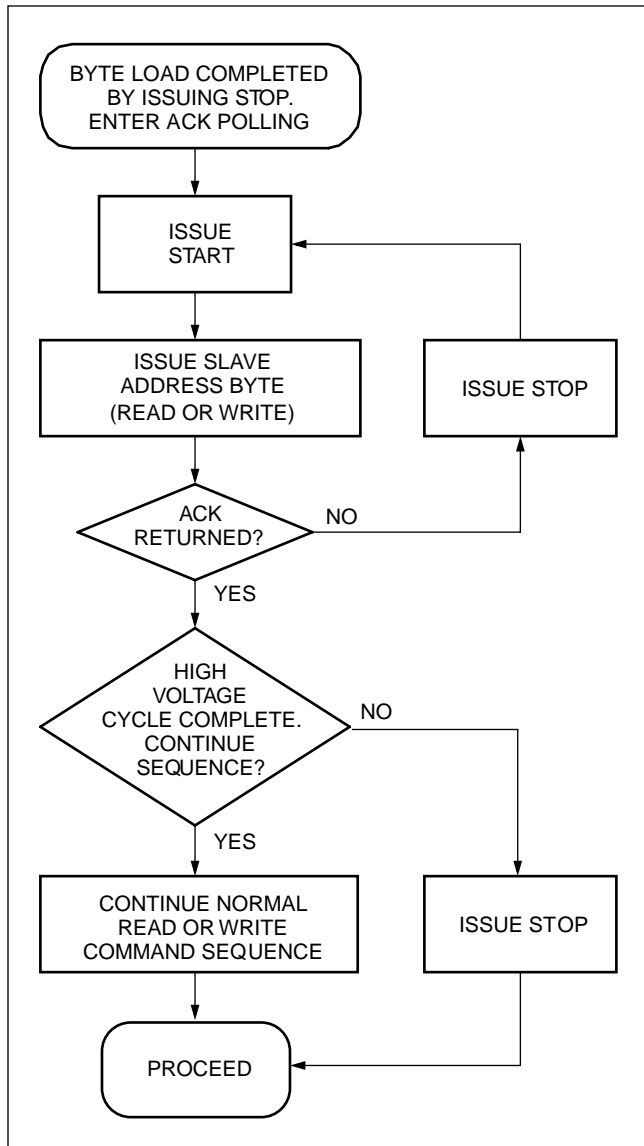 BYTE LOAD COMPLETED
BY ISSUING STOP.
ENTER ACK POLLING
ISSUE
START
ISSUE SLAVE
ADDRESS BYTE
(READ OR WRITE)
ISSUE STOP
ACK
RETURNED?
NO
YES
HIGH
VOLTAGE
CYCLE COMPLETE.
CONTINUE
SEQUENCE?
NO
YES
CONTINUE NORMAL
READ OR WRITE
COMMAND SEQUENCE
ISSUE STOP
PROCEED